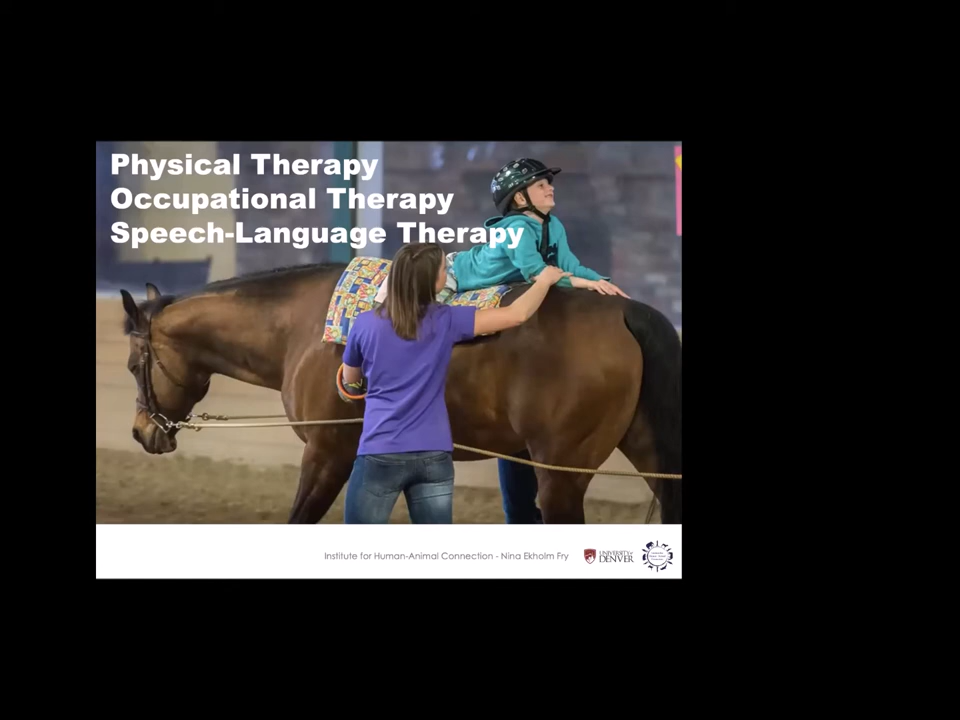 Physical Therapy
Occupational Therapy
Speech-Language Therapy
Institute for Human-Animal Connection - Nina Ekholm Fry
UNIVERSITY of
DENVER